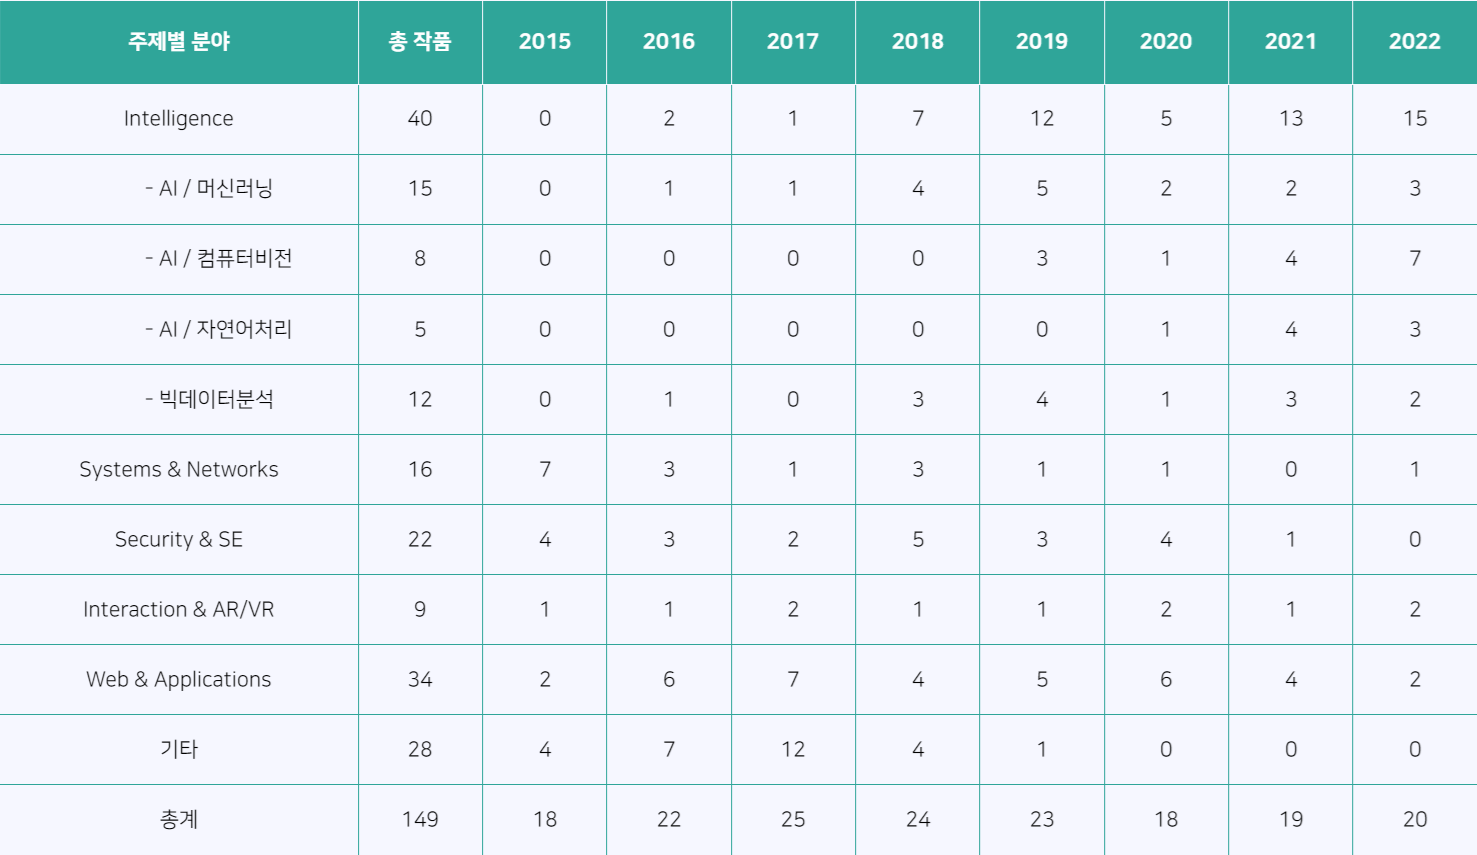 주제별 분야 총 작품 2015 2016 2017 2018 2019 2020 2021 2022
Intelligence 40 0 2 1 7 12 5 13 15
- AI / 머신러닝 15 0 1 1 4 5 2 2 3
- AI / 컴퓨터비전 8 0 0 0 0 3 1 4 7
- AI / 자연어처리 5 0 0 0 0 0 1 4 3
- 빅데이터분석 12 0 1 0 3 4 1 3 2
Systems & Networks 16 7 3 1 3 1 1 0 1
Security & SE 22 4 3 2 5 3 4 1 0
Interaction & AR/VR 9 1 1 2 1 1 2 1 2
Web & Applications 34 2 6 7 4 5 6 4 2
기타 28 4 7 12 4 1 0 0 0
총계 149 18 22 25 24 23 18 19 20